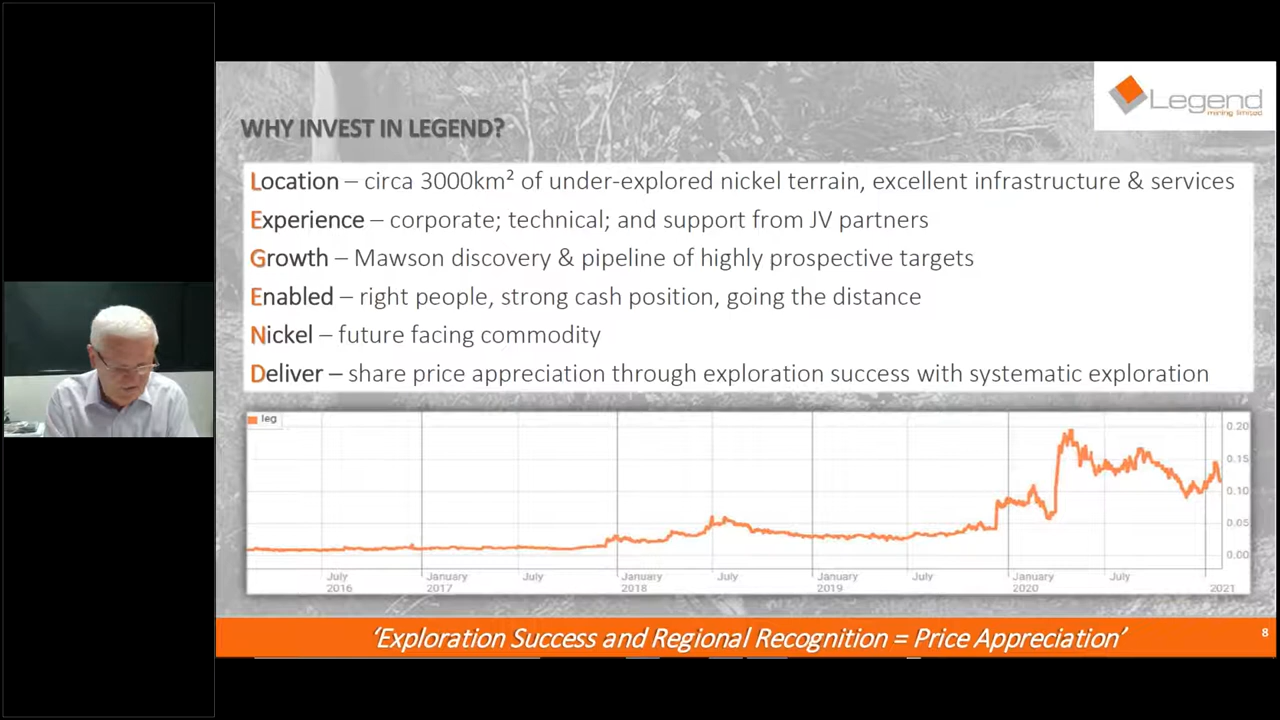 Legend
mining limited
WHY INVEST IN LEGEND?
Location – circa 3000km² of under-explored nickel terrain, excellent infrastructure & services
Experience – corporate; technical; and support from JV partners
Growth – Mawson discovery & pipeline of highly prospective targets
Enabled – right people, strong cash position, going the distance
Nickel – future facing commodity
Deliver – share price appreciation through exploration success with systematic exploration
leg
0.20
0.15
0.10
0.05
0.00
July January July January July January July January July
2016 2017 2018 2019 2020 2021
'Exploration Success and Regional Recognition = Price Appreciation'
8